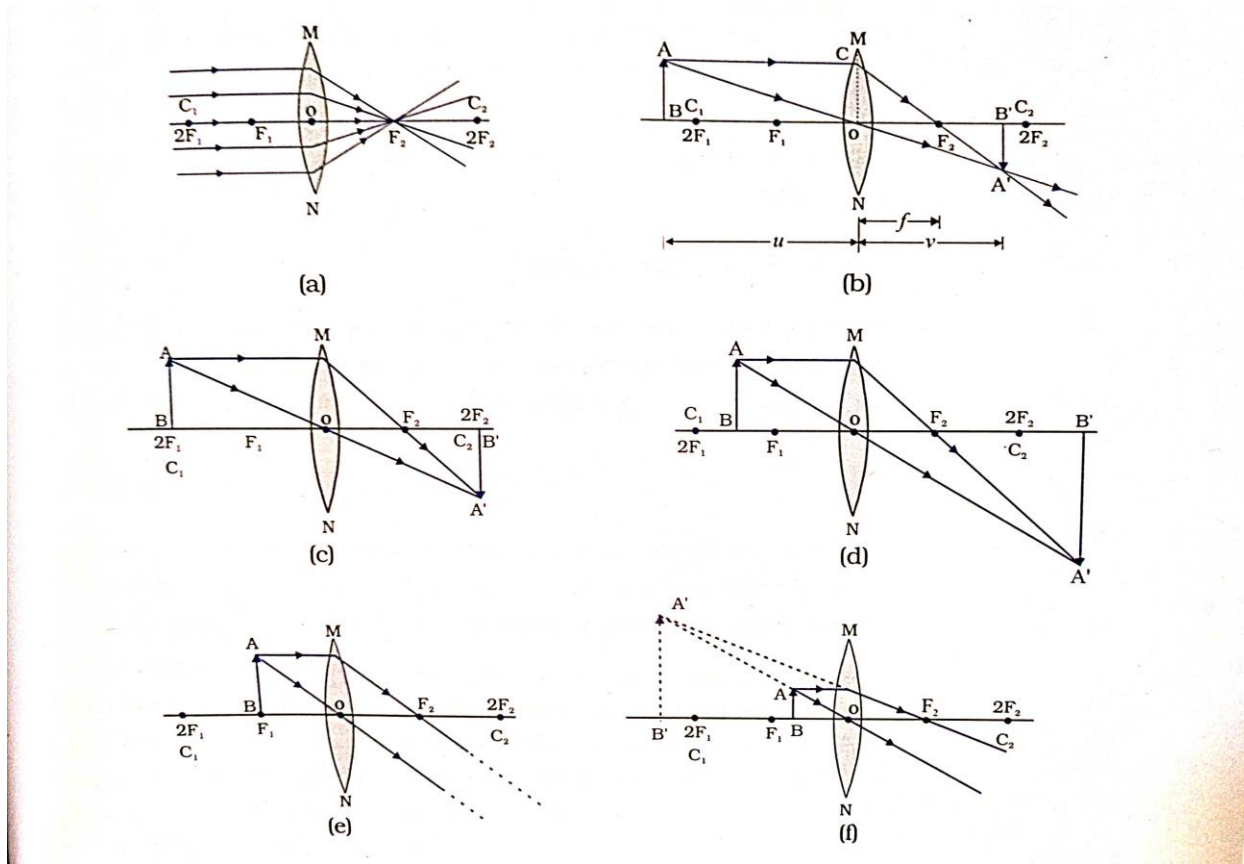 M
C₁ C₂
2F₁ F₁ O F₂ 2F₂
N
(a)
M
A C
B C₁ B' C₂
2F₁ F₁ O F₂ 2F₂
A'
N
f
u v
(b)
M
A
B O F₂ 2F₂
2F₁ F₁ C₂ B'
C₁
A'
N
(c)
M
A
C₁ B O F₂ 2F₂ B'
2F₁ F₁ C₂
N
A'
(d)
M
A
B O F₂ 2F₂
2F₁ F₁ C₂
C₁
N
(e)
A'
M
A
O F₂ 2F₂
B' 2F₁ F₁ B
C₁ C₂
N
(f)